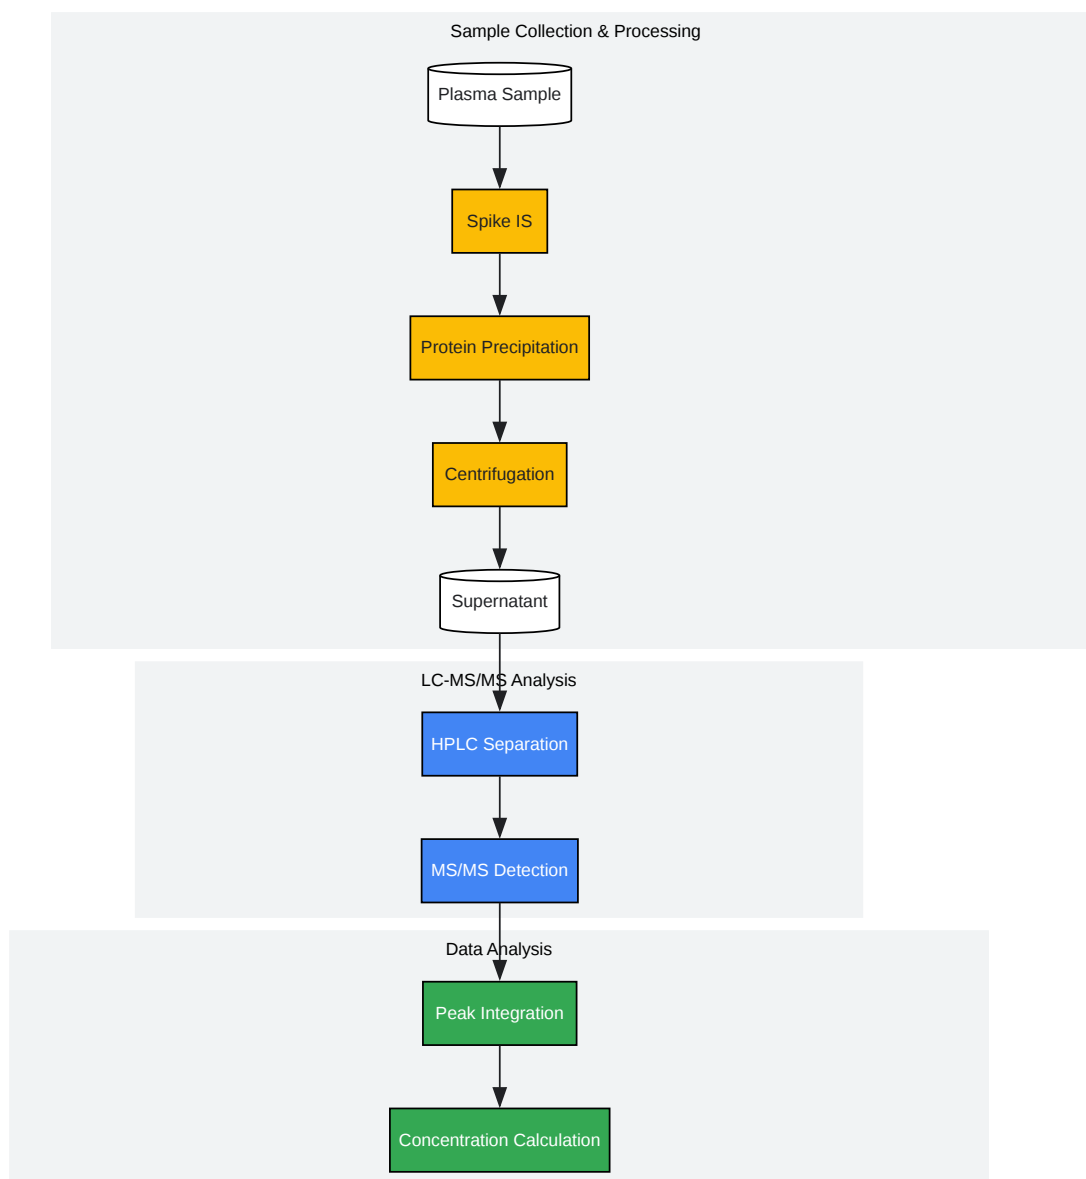 Sample Collection & Processing
Plasma Sample
Spike IS
Protein Precipitation
Centrifugation
Supernatant
LC-MS/MS Analysis
HPLC Separation
MS/MS Detection
Data Analysis
Peak Integration
Concentration Calculation